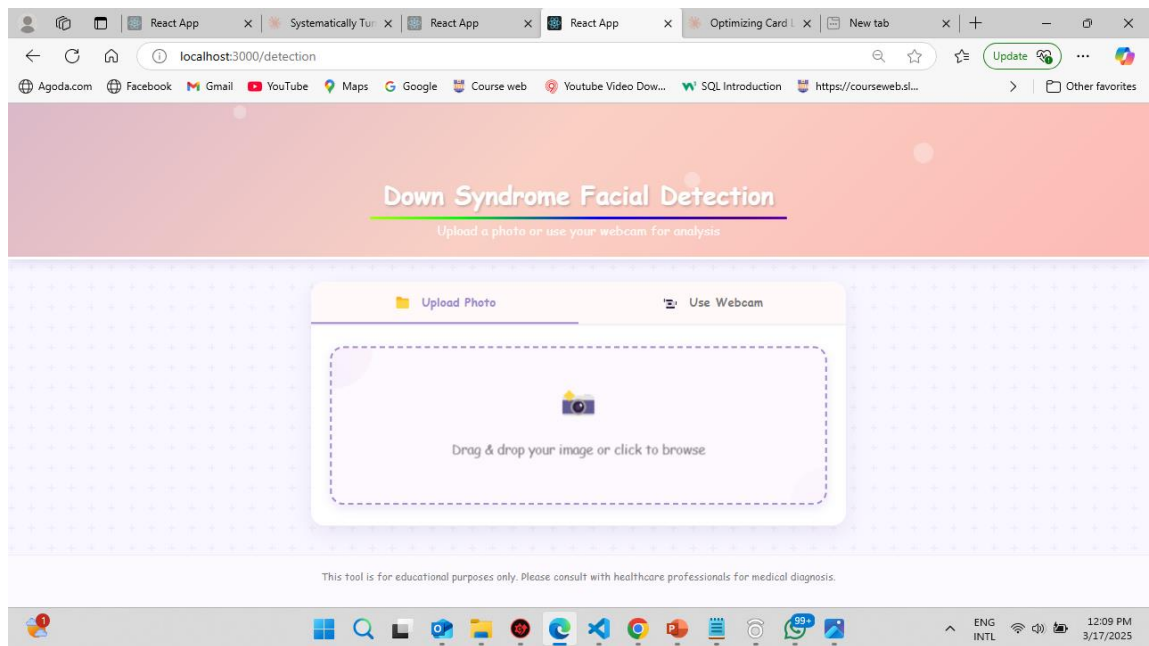 React App
Systematically Tun
React App
React App
Optimizing Card L
New tab
localhost:3000/detection
Update
Agoda.com
Facebook
Gmail
YouTube
Maps
Google
Course web
Youtube Video Dow...
SQL Introduction
https://courseweb.sl...
Other favorites
Down Syndrome Facial Detection
Upload a photo or use your webcam for analysis
Upload Photo
Use Webcam
Drag & drop your image or click to browse
This tool is for educational purposes only. Please consult with healthcare professionals for medical diagnosis.
1
99+
ENG
INTL
12:09 PM
3/17/2025